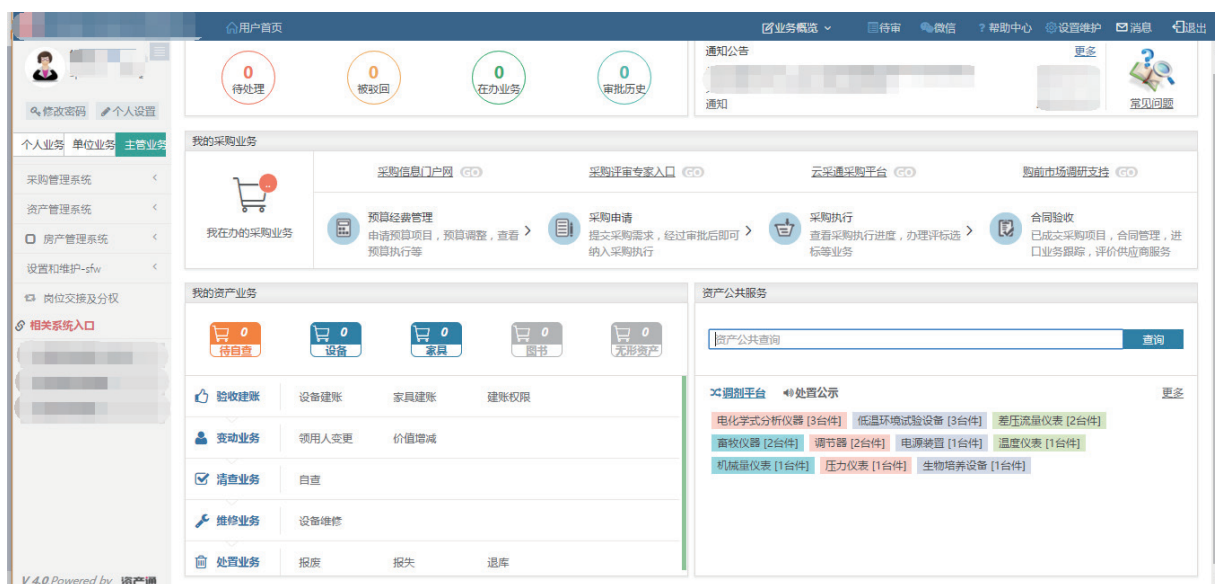 用户首页
业务概览
待审
微信
? 帮助中心
设置维护
消息
退出
修改密码
个人设置
个人业务 单位业务 主管业务
采购管理系统
资产管理系统
房产管理系统
设置和维护-sfw
岗位交接及分权
相关系统入口
V 4.0 Powered by 资产通
0
待处理
0
被驳回
0
在办业务
0
审批历史
通知公告
更多
通知
常见问题
我的采购业务
我在办的采购业务
采购信息门户网 GO
采购评审专家入口 GO
云采通采购平台 GO
购前市场调研支持 GO
预算经费管理
申请预算项目，预算调整，查看
预算执行等
采购申请
提交采购需求，经过审批后即可
纳入采购执行
采购执行
查看采购执行进度，办理评标选
标等业务
合同验收
已成交采购项目，合同管理，进
口业务跟踪，评价供应商服务
我的资产业务
0
待自查
0
设备
0
家具
0
图书
0
无形资产
验收建账 设备建账 家具建账 建账权限
变动业务 领用人变更 价值增减
清查业务 自查
维修业务 设备维修
处置业务 报废 报失 退库
资产公共服务
资产公共查询
查询
调剂平台
处置公示
更多
电化学式分析仪器 [3台件] 低温环境试验设备 [3台件] 差压流量仪表 [2台件]
畜牧仪器 [2台件] 调节器 [2台件] 电源装置 [1台件] 温度仪表 [1台件]
机械量仪表 [1台件] 压力仪表 [1台件] 生物培养设备 [1台件]